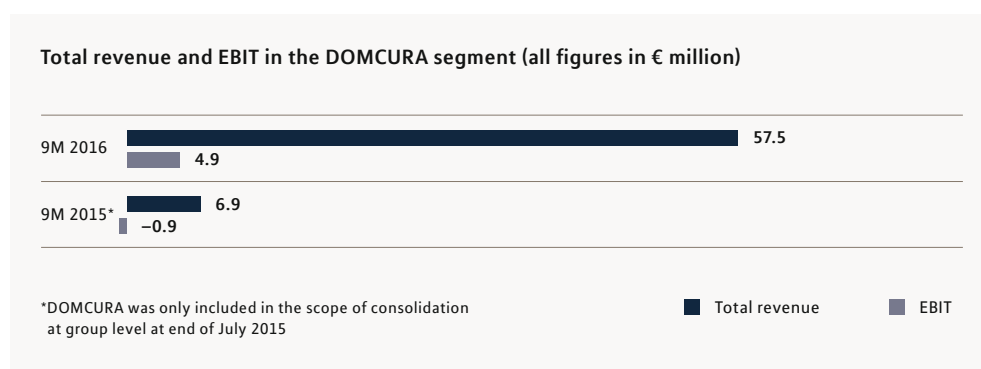 Total revenue and EBIT in the DOMCURA segment (all figures in € million)
9M 2016
57.5
4.9
9M 2015*
6.9
–0.9
*DOMCURA was only included in the scope of consolidation
at group level at end of July 2015
Total revenue
EBIT